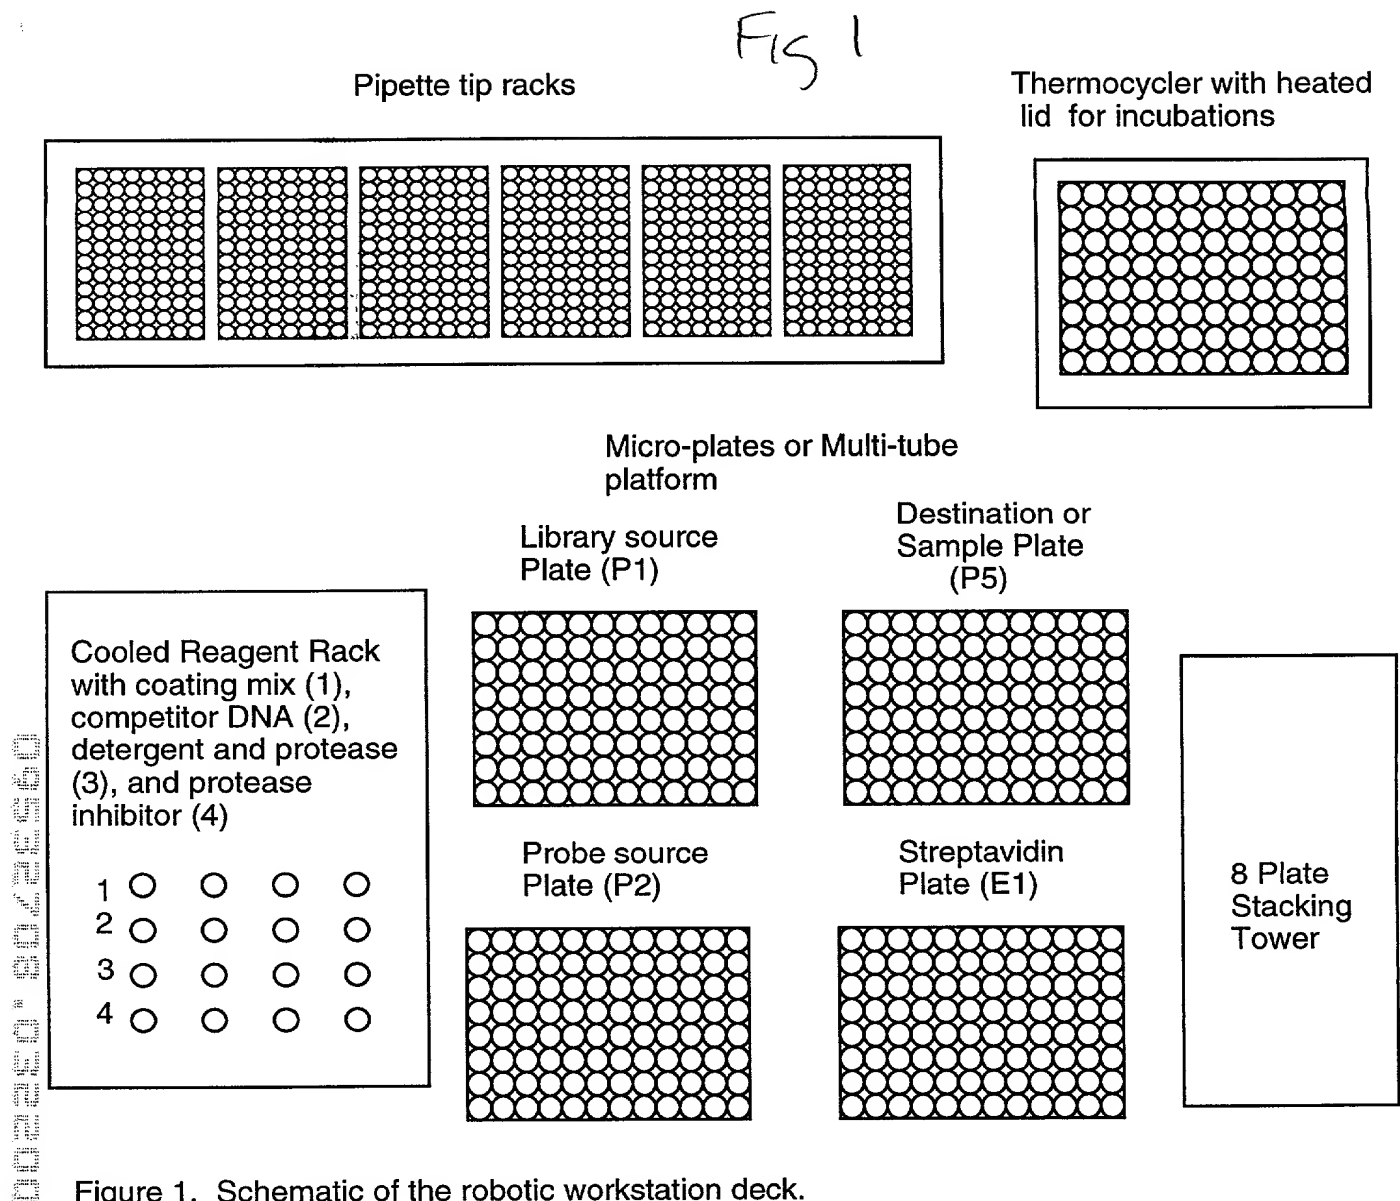 Fig 1
Pipette tip racks
Thermocycler with heated
lid for incubations
Micro-plates or Multi-tube
platform
Library source
Plate (P1)
Destination or
Sample Plate
(P5)
Cooled Reagent Rack
with coating mix (1),
competitor DNA (2),
detergent and protease
(3), and protease
inhibitor (4)
1
2
3
4
Probe source
Plate (P2)
Streptavidin
Plate (E1)
8 Plate
Stacking
Tower
Figure 1. Schematic of the robotic workstation deck.